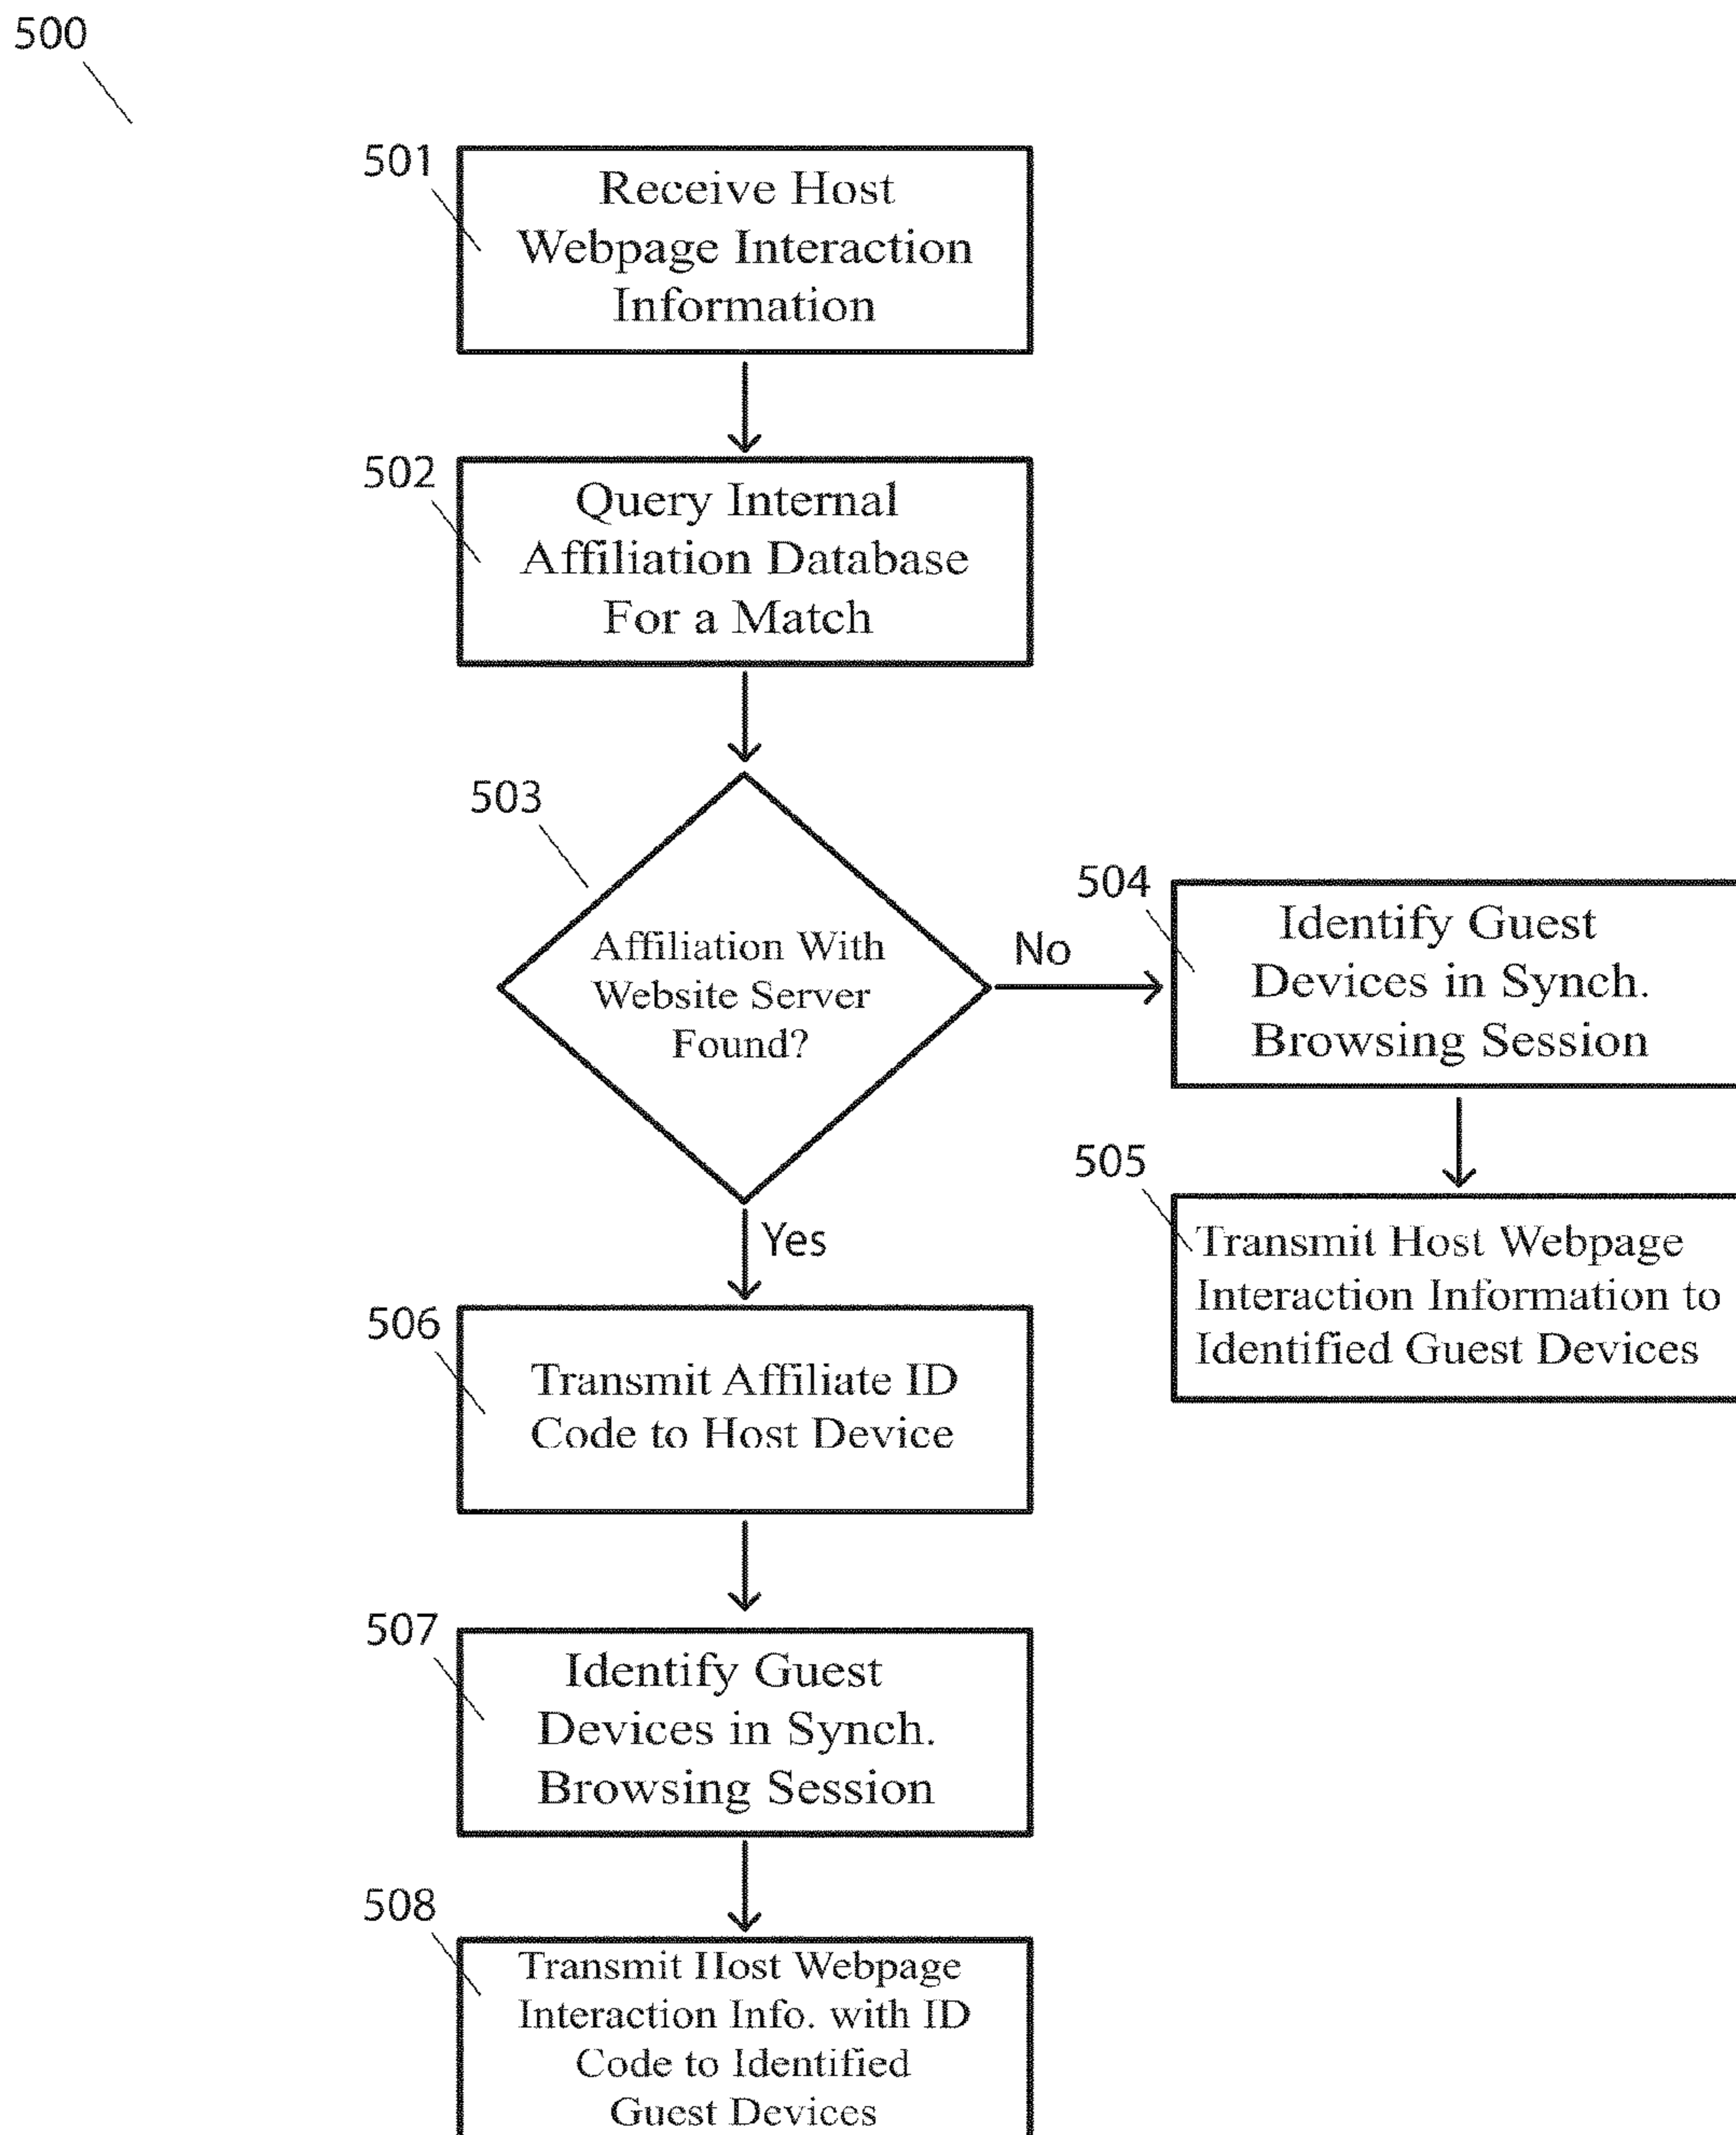 500
501
Receive Host
Webpage Interaction
Information
502
Query Internal
Affiliation Database
For a Match
503
Affiliation With
Website Server
Found?
No
504
Identify Guest
Devices in Synch.
Browsing Session
505
Transmit Host Webpage
Interaction Information to
Identified Guest Devices
Yes
506
Transmit Affiliate ID
Code to Host Device
507
Identify Guest
Devices in Synch.
Browsing Session
508
Transmit Host Webpage
Interaction Info. with ID
Code to Identified
Guest Devices